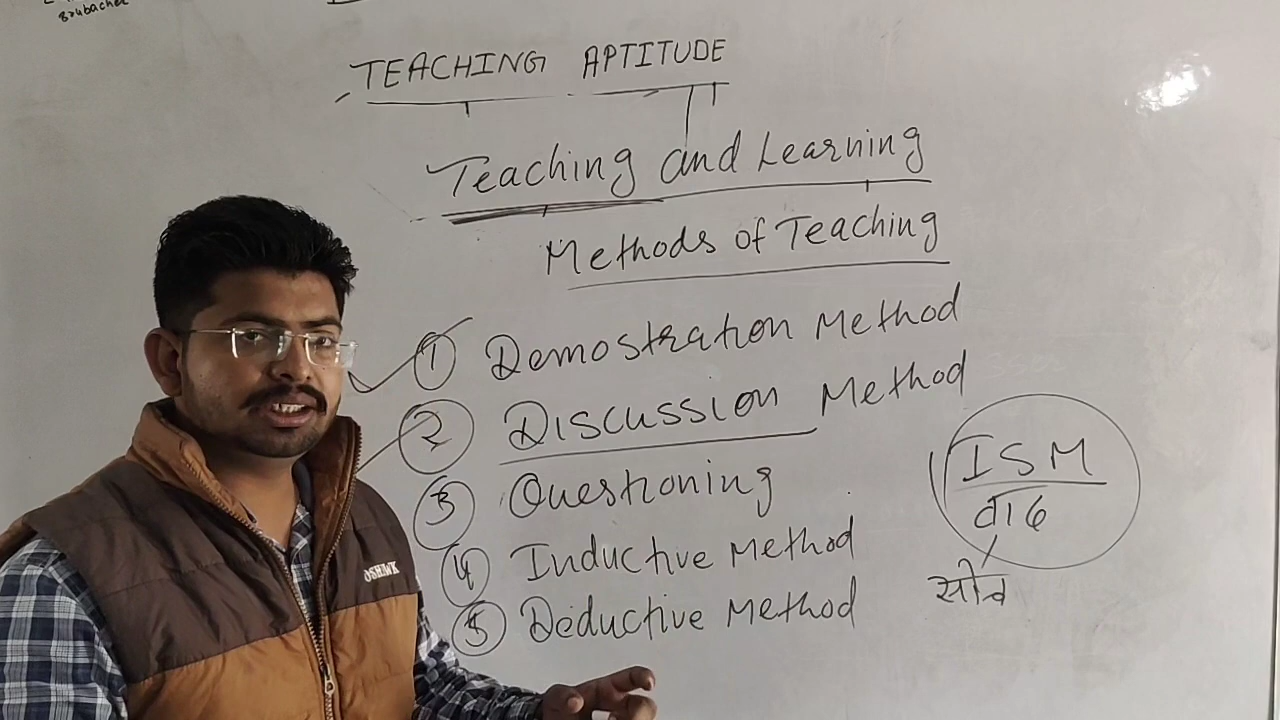 Brubacher
TEACHING APTITUDE
Teaching and Learning
Methods of Teaching
① Demostration Method
② Discussion Method
③ Questioning
④ Inductive Method
⑤ Deductive Method
ISM
वाद
सोच